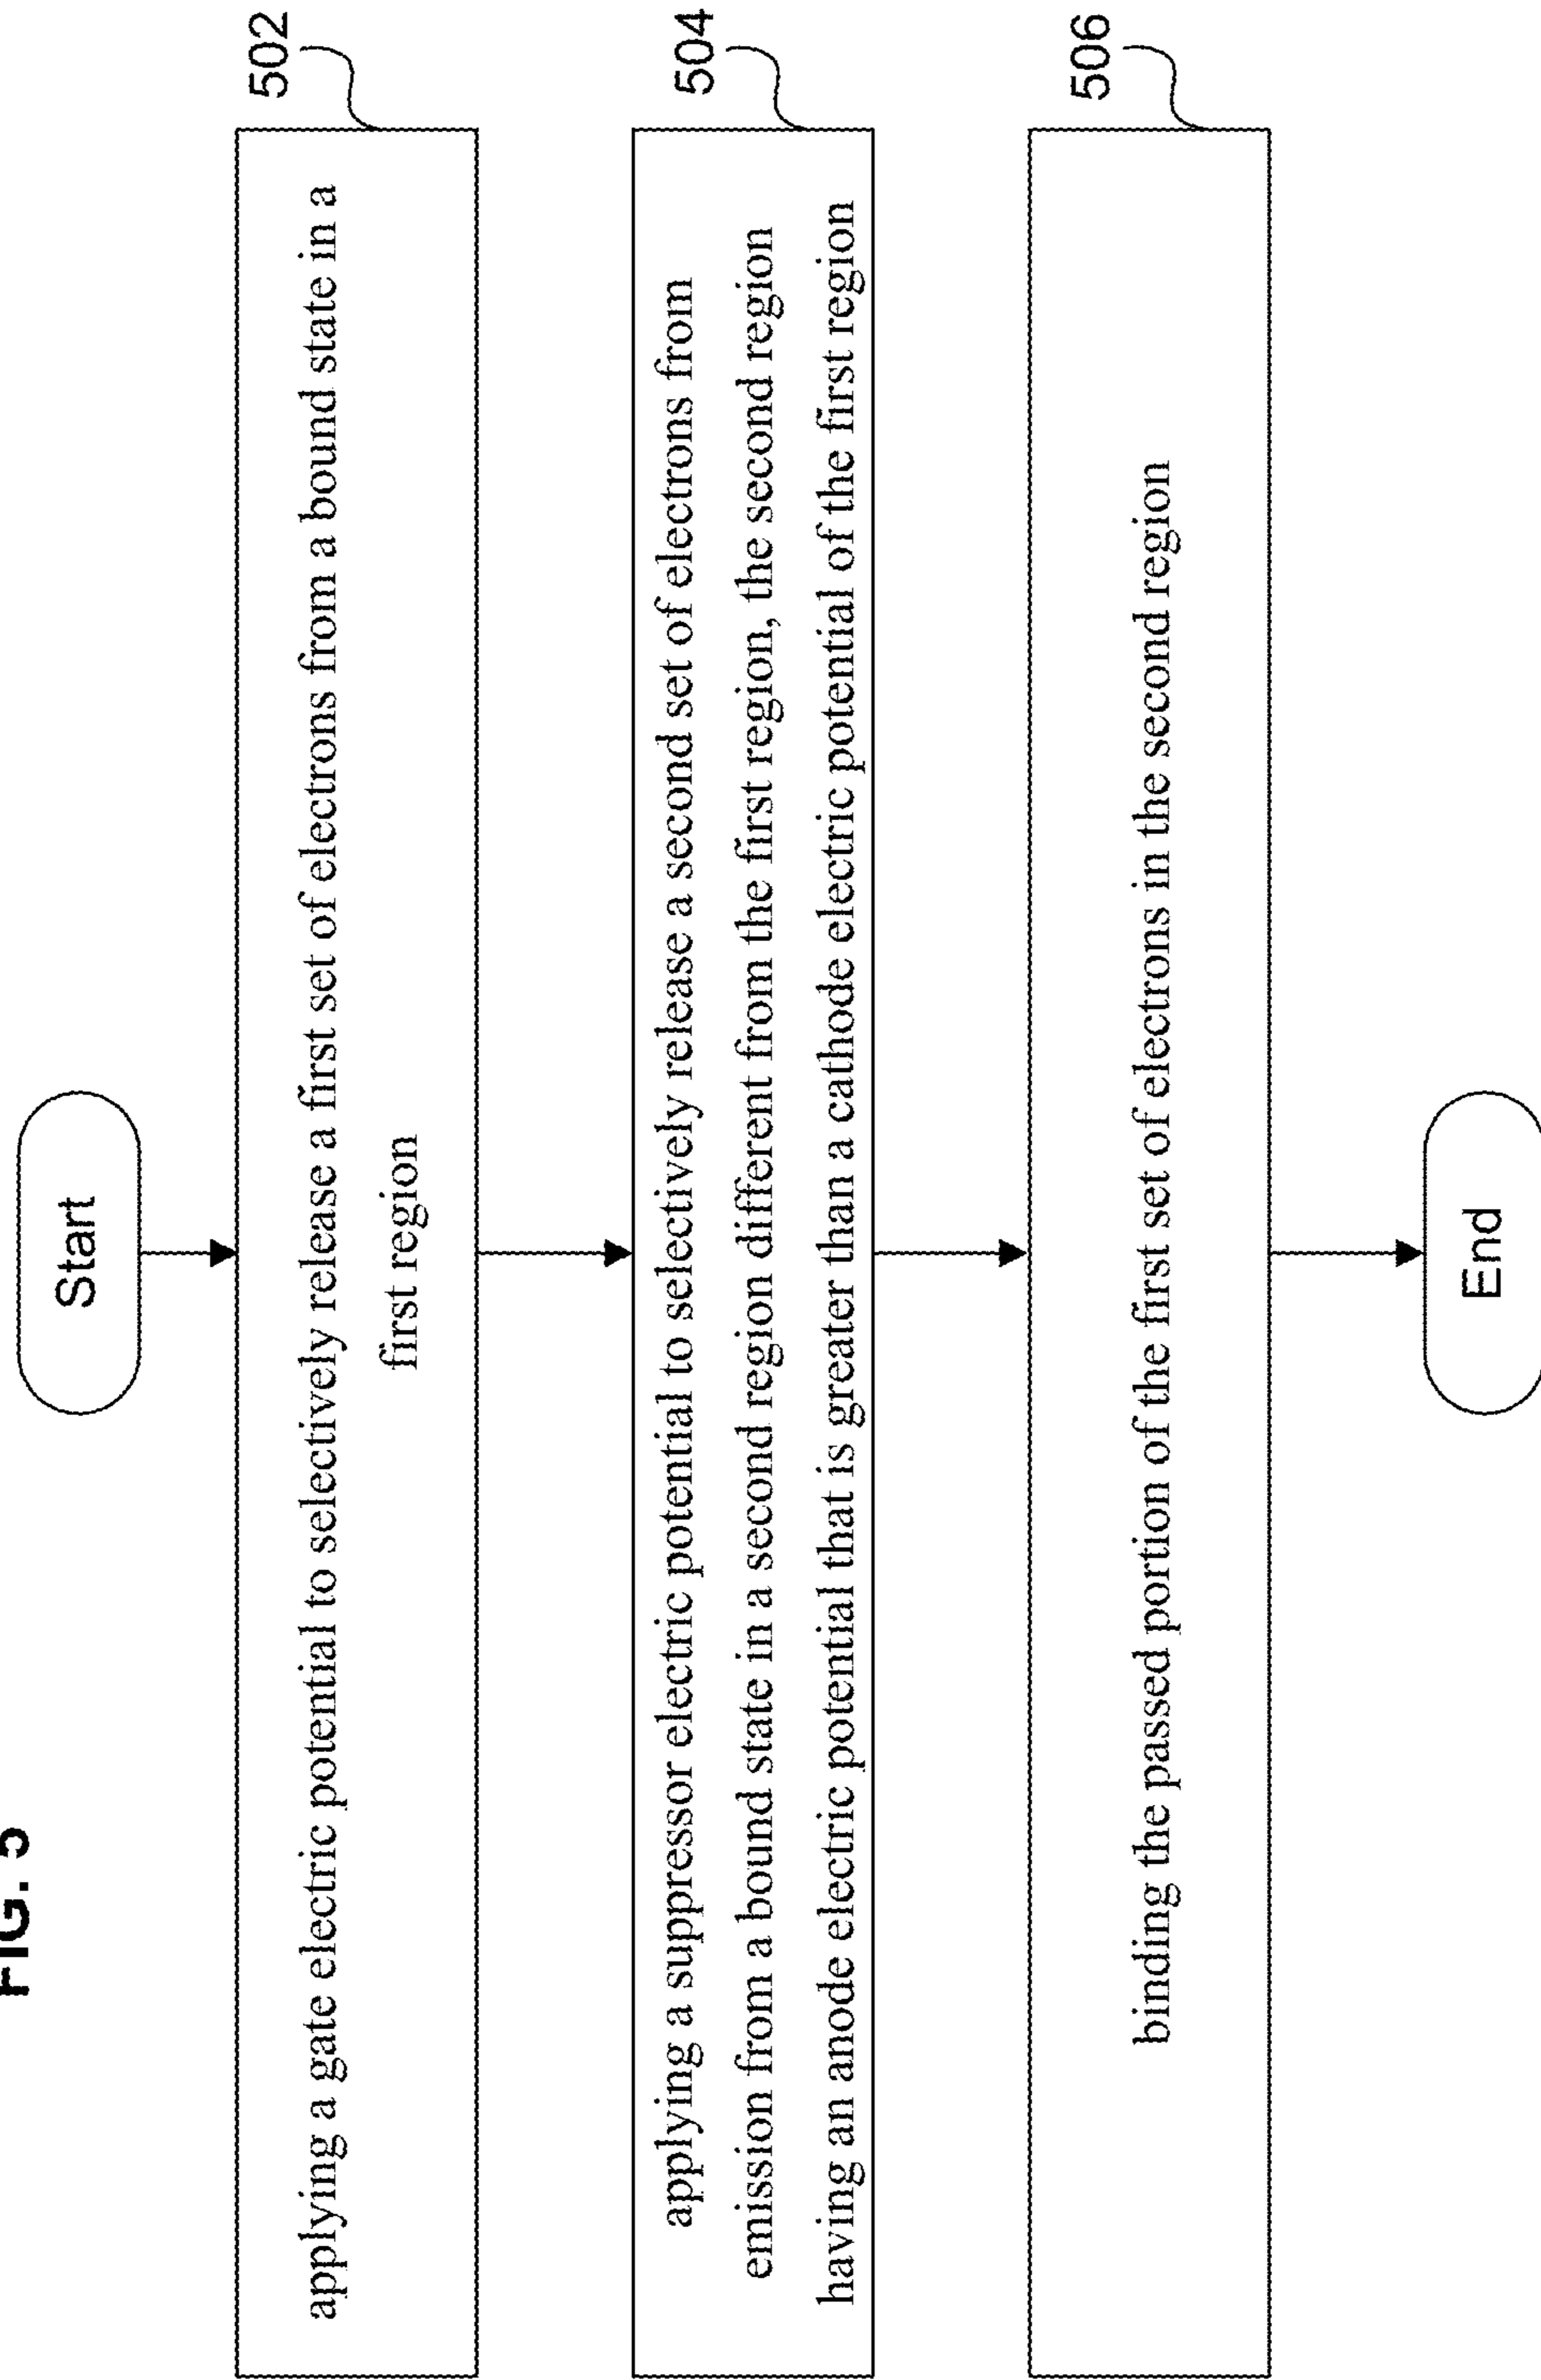 FIG. 5
Start
502
applying a gate electric potential to selectively release a first set of electrons from a bound state in a
first region
504
applying a suppressor electric potential to selectively release a second set of electrons from
emission from a bound state in a second region different from the first region, the second region
having an anode electric potential that is greater than a cathode electric potential of the first region
506
binding the passed portion of the first set of electrons in the second region
End